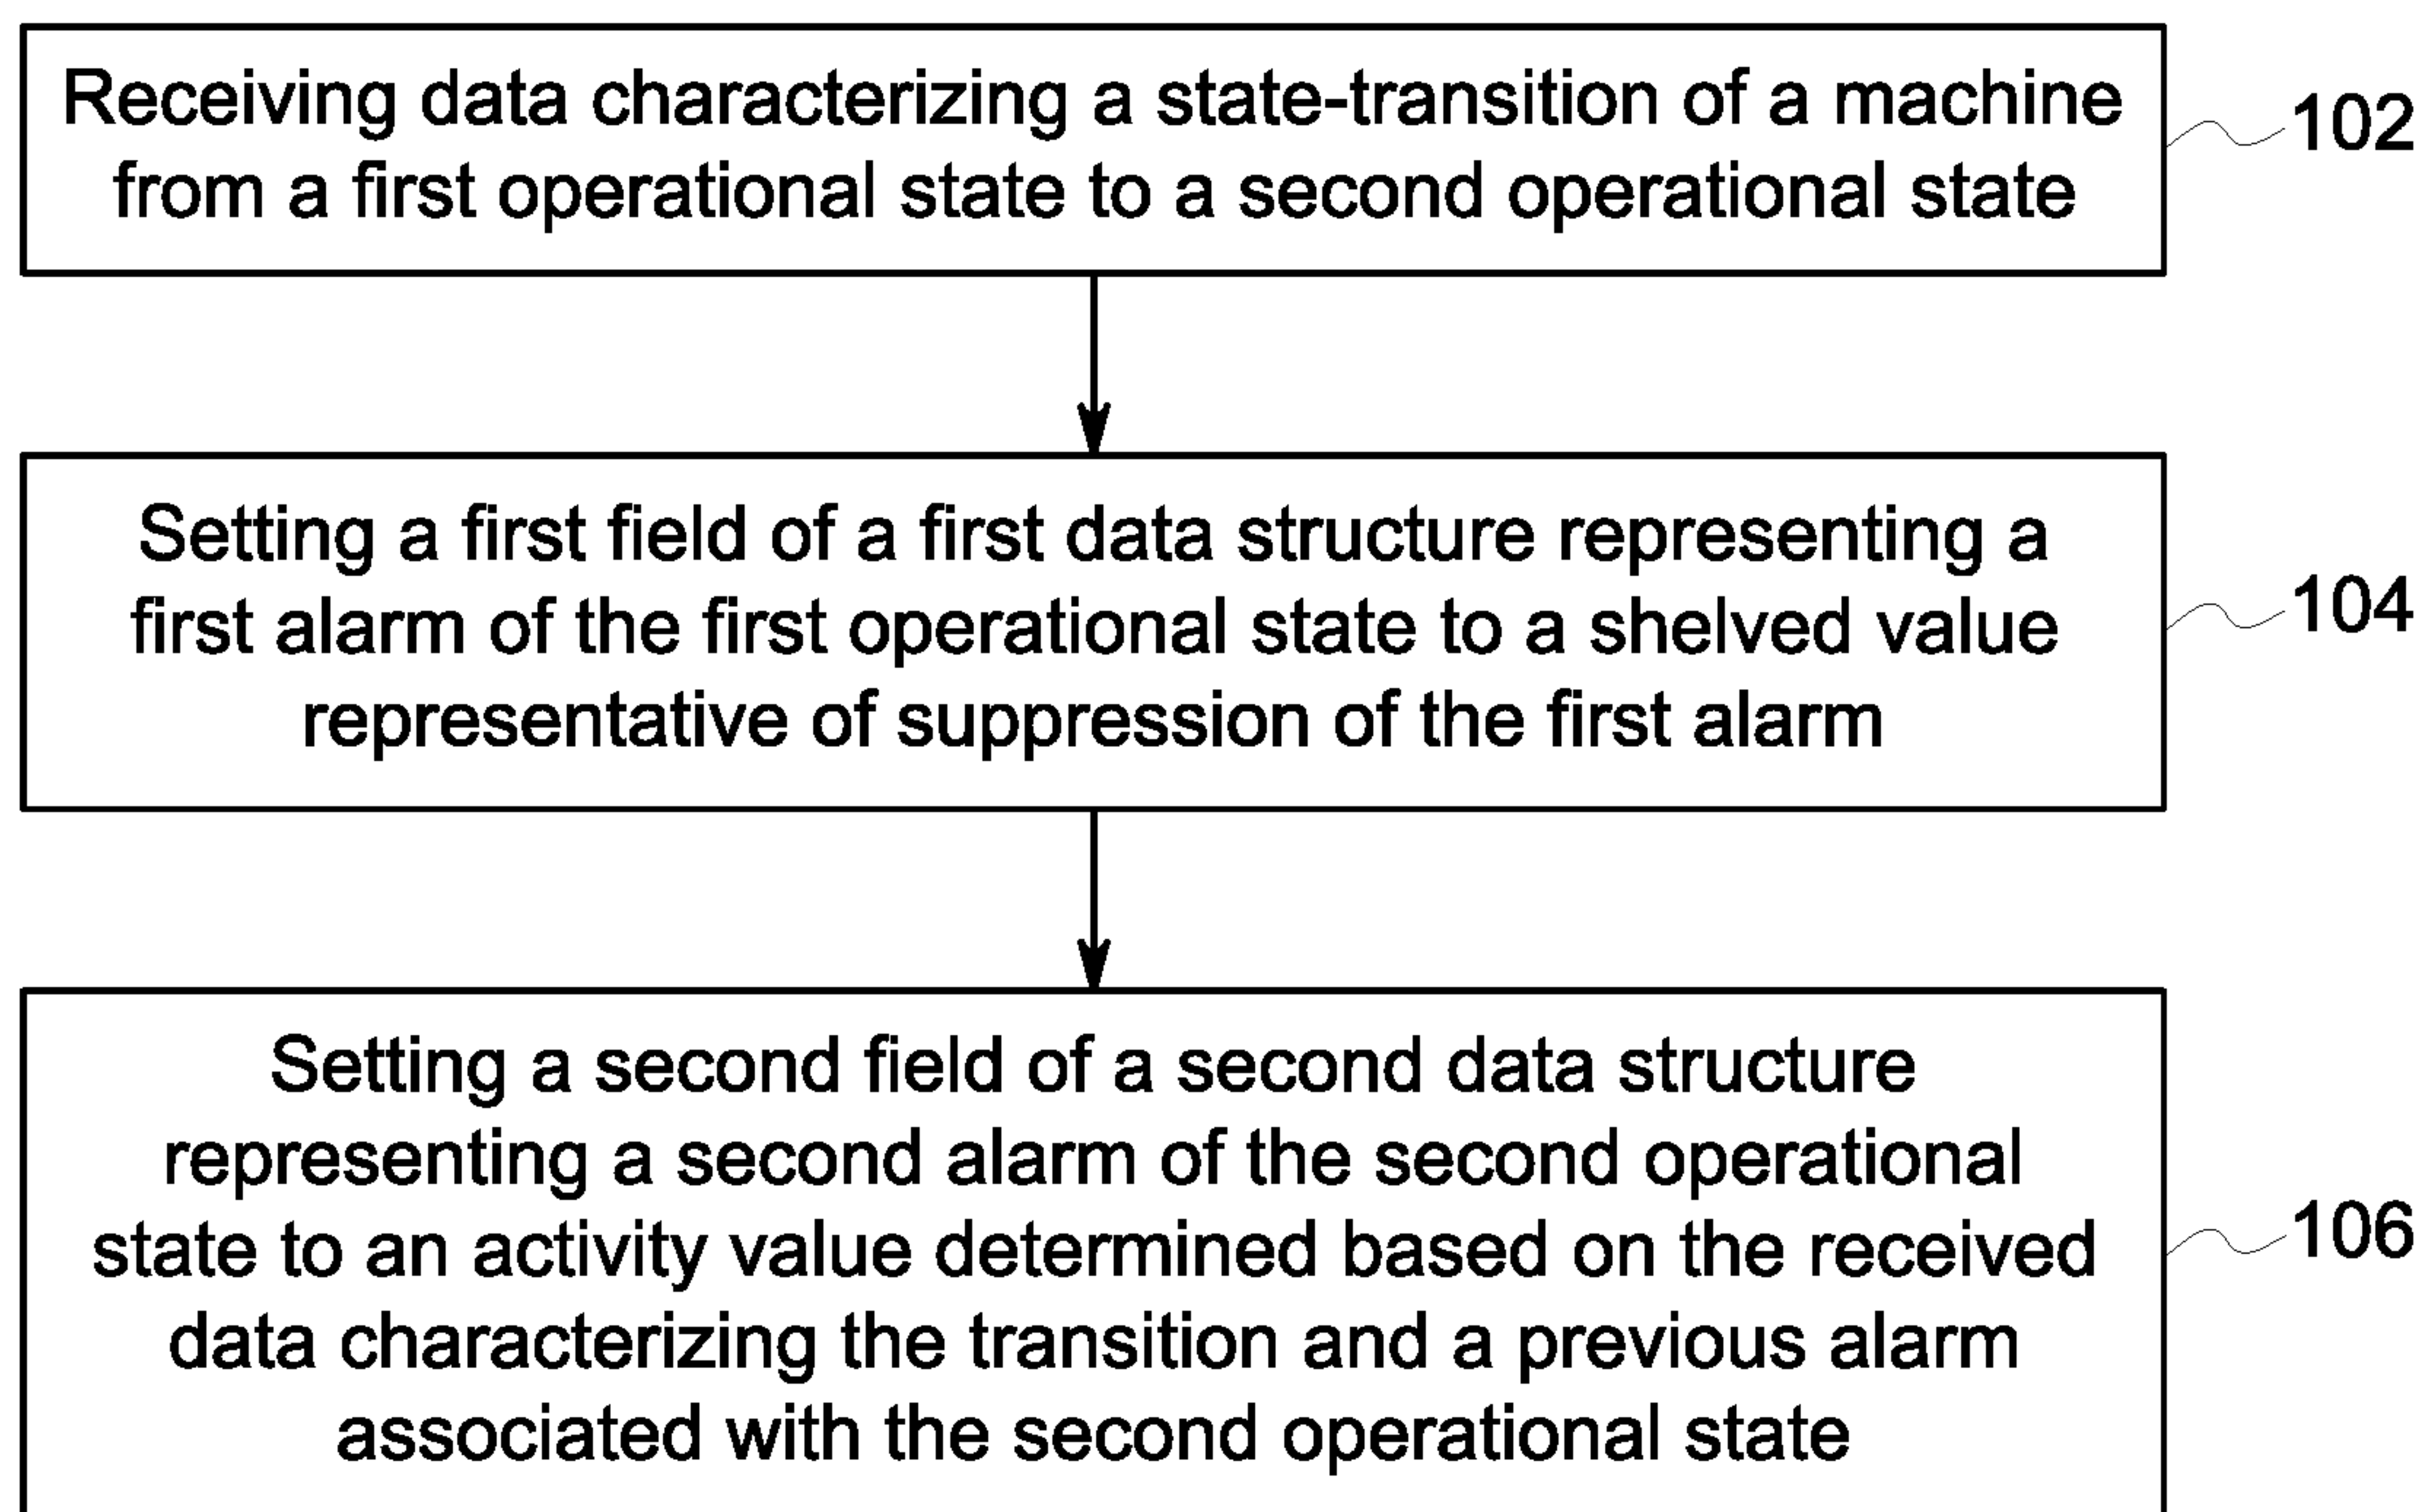 Receiving data characterizing a state-transition of a machine
from a first operational state to a second operational state
102
Setting a first field of a first data structure representing a
first alarm of the first operational state to a shelved value
representative of suppression of the first alarm
104
Setting a second field of a second data structure
representing a second alarm of the second operational
state to an activity value determined based on the received
data characterizing the transition and a previous alarm
associated with the second operational state
106